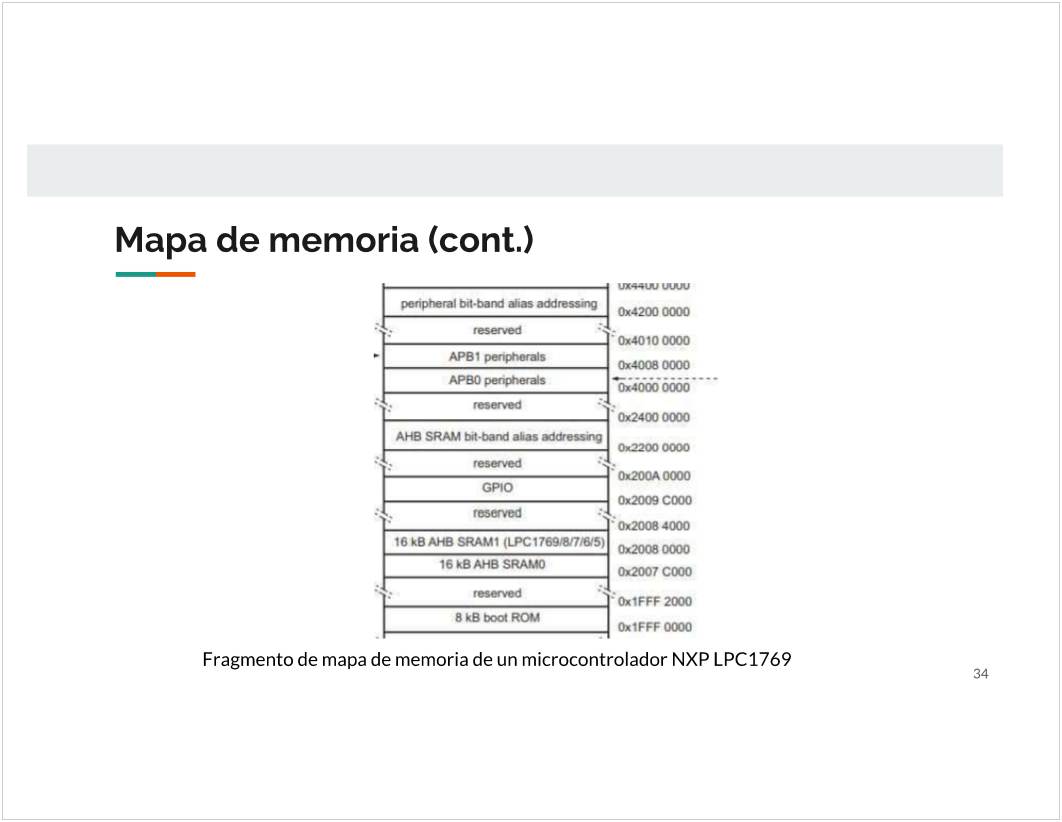 Mapa de memoria (cont.)
0x4400 0000
peripheral bit-band alias addressing
0x4200 0000
reserved
0x4010 0000
APB1 peripherals
0x4008 0000
APB0 peripherals
0x4000 0000
reserved
0x2400 0000
AHB SRAM bit-band alias addressing
0x2200 0000
reserved
0x200A 0000
GPIO
0x2009 C000
reserved
0x2008 4000
16 kB AHB SRAM1 (LPC1769/8/7/6/5)
0x2008 0000
16 kB AHB SRAM0
0x2007 C000
reserved
0x1FFF 2000
8 kB boot ROM
0x1FFF 0000
Fragmento de mapa de memoria de un microcontrolador NXP LPC1769
34